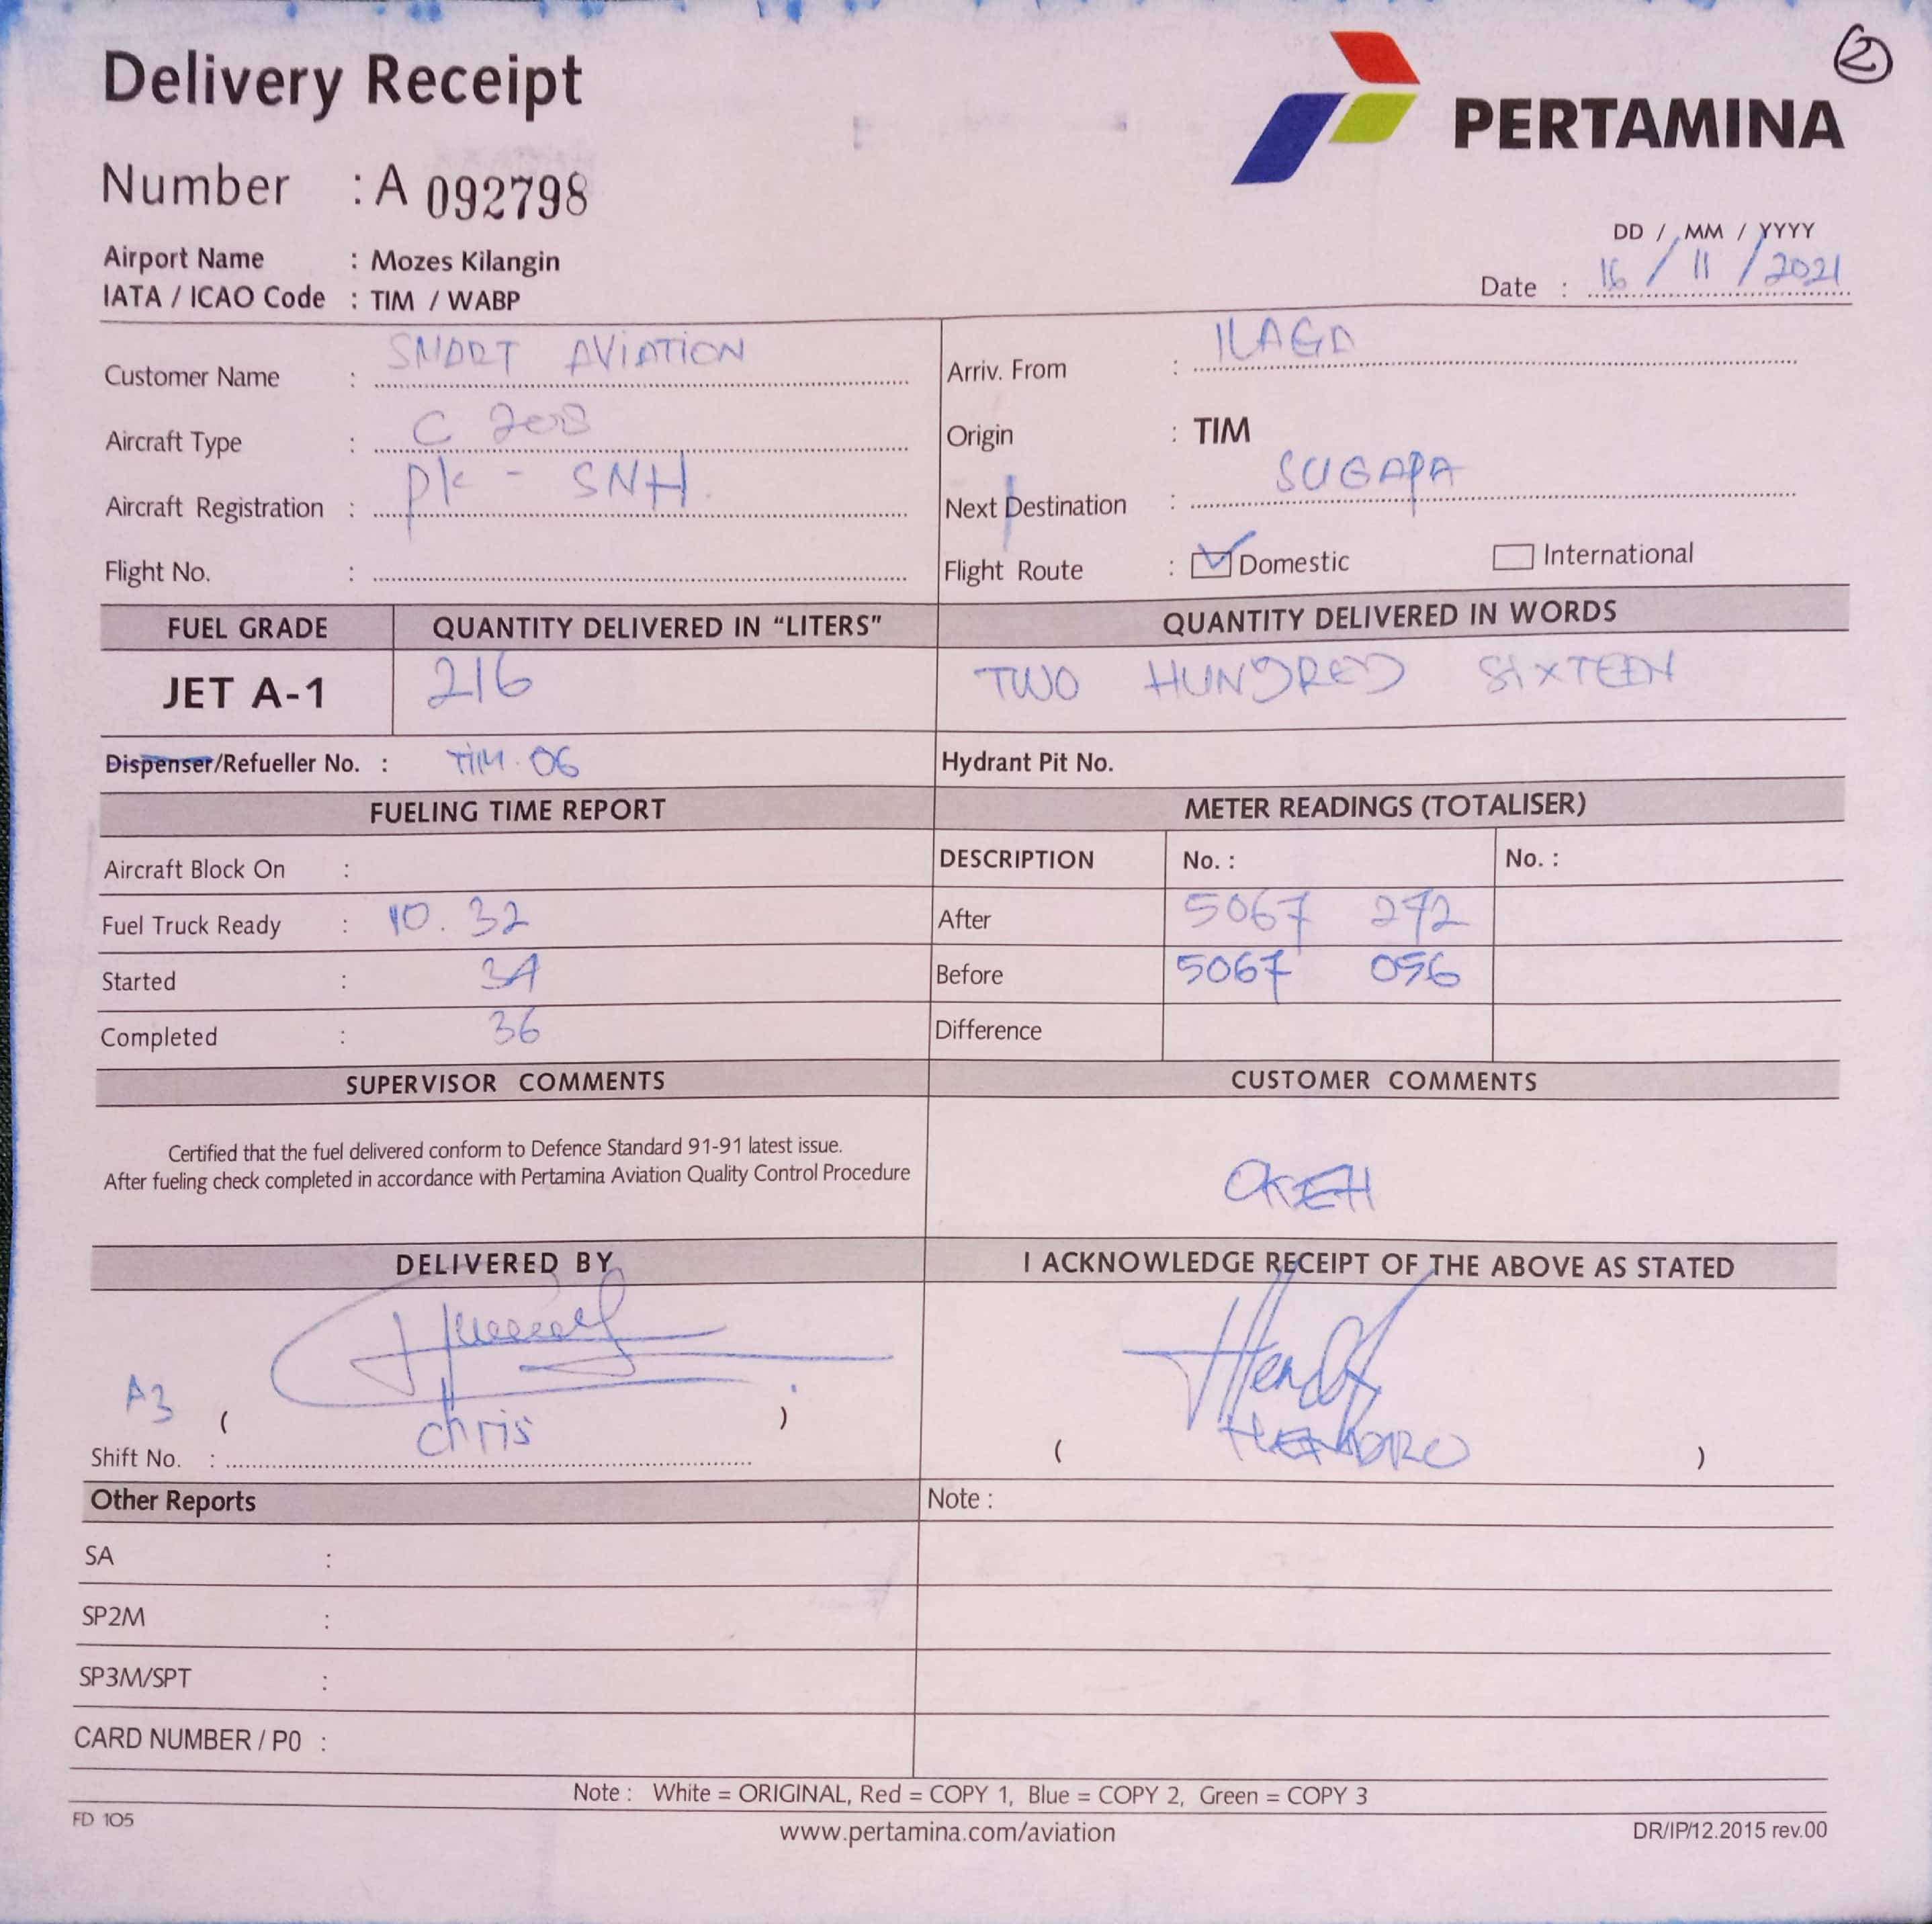 2
Delivery Receipt
PERTAMINA
Number : A 092798
Airport Name : Mozes Kilangin
IATA / ICAO Code : TIM / WABP
DD / MM / YYYY
Date : 16 / 11 / 2021
Customer Name : SMART AVIATION
Arriv. From : ILAGA
Aircraft Type : C 208B
Origin : TIM
Aircraft Registration : PK - SNH
Next Destination : SUGAPA
Flight No. :
Flight Route : Domestic International
FUEL GRADE QUANTITY DELIVERED IN “LITERS” QUANTITY DELIVERED IN WORDS
JET A-1 216 TWO HUNDRED SIXTEEN
Dispenser/Refueller No. : TIM. 06 Hydrant Pit No.
FUELING TIME REPORT METER READINGS (TOTALISER)
Aircraft Block On : DESCRIPTION No. : No. :
Fuel Truck Ready : 10. 32 After 5067 272
Started : 34 Before 5067 056
Completed : 36 Difference
SUPERVISOR COMMENTS CUSTOMER COMMENTS
Certified that the fuel delivered conform to Defence Standard 91-91 latest issue.
After fueling check completed in accordance with Pertamina Aviation Quality Control Procedure
OKEH
DELIVERED BY I ACKNOWLEDGE RECEIPT OF THE ABOVE AS STATED
A3 ( chris )
Shift No. :
( )
Other Reports Note :
SA :
SP2M :
SP3M/SPT :
CARD NUMBER / P0 :
Note : White = ORIGINAL, Red = COPY 1, Blue = COPY 2, Green = COPY 3
FD 105
www.pertamina.com/aviation
DR/IP/12.2015 rev.00